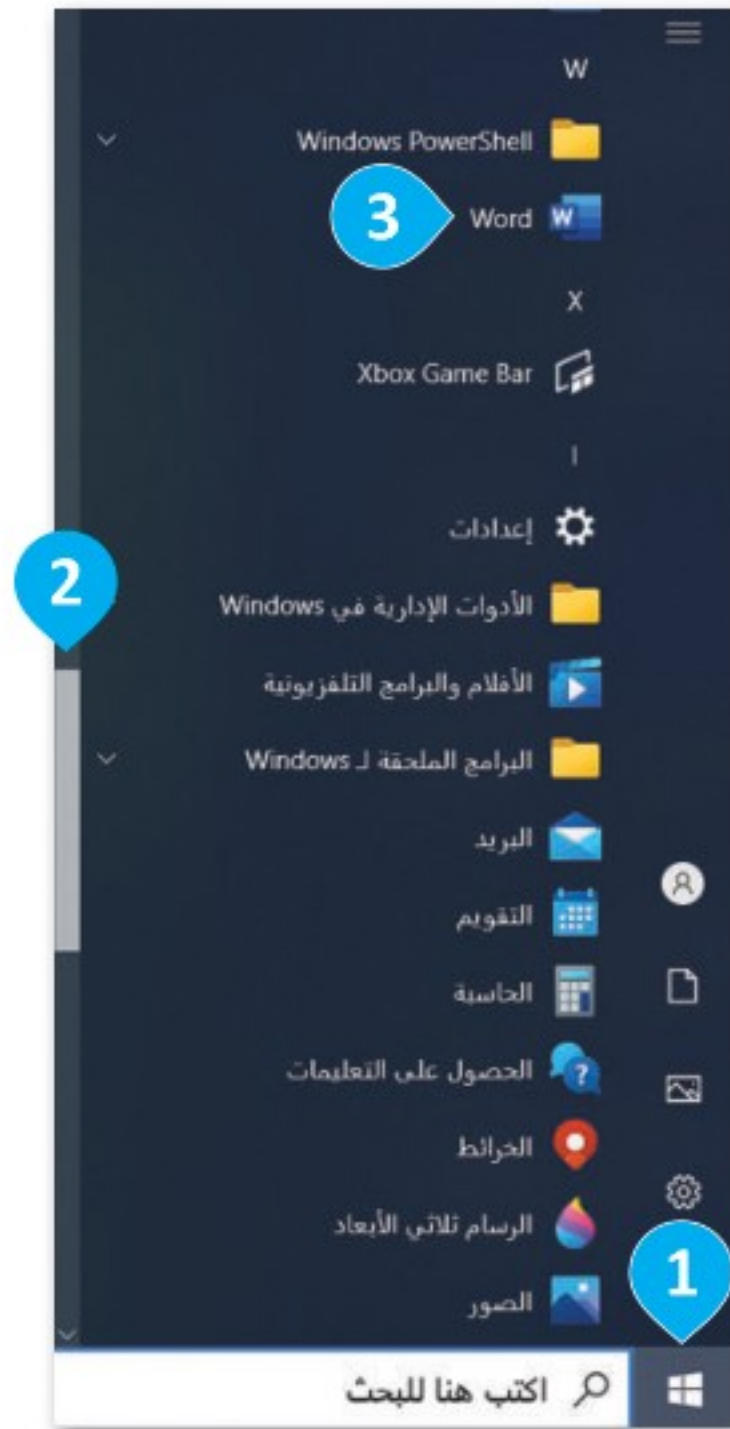 W
Windows PowerShell
3
Word
X
Xbox Game Bar
ا
إعدادات
2
الأدوات الإدارية في Windows
الأفلام والبرامج التلفزيونية
البرامج الملحقة لـ Windows
البريد
التقويم
الحاسبة
الحصول على التعليمات
الخرائط
الرسام ثلاثي الأبعاد
1
الصور
اكتب هنا للبحث